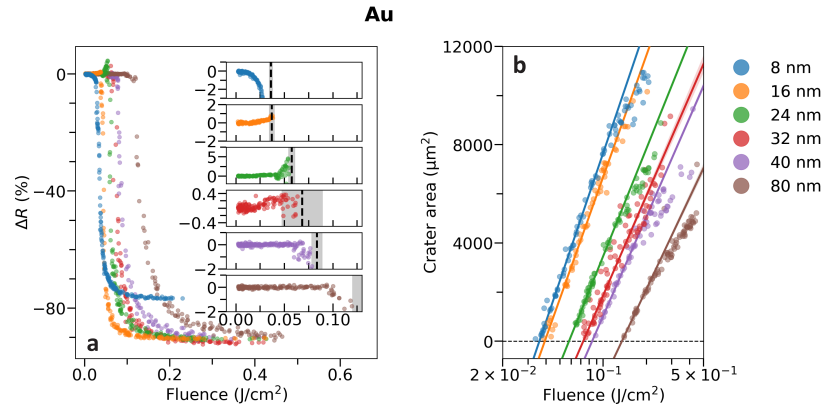 Au
a
ΔR (%)
0
−40
−80
0.0
0.2
0.4
0.6
Fluence (J/cm²)
0
−2
2
0
−2
5
0
0.4
−0.4
0
−2
0
−2
0.00
0.05
0.10
b
Crater area (μm²)
12000
8000
4000
0
2 × 10⁻²
10⁻¹
5 × 10⁻¹
Fluence (J/cm²)
8 nm
16 nm
24 nm
32 nm
40 nm
80 nm